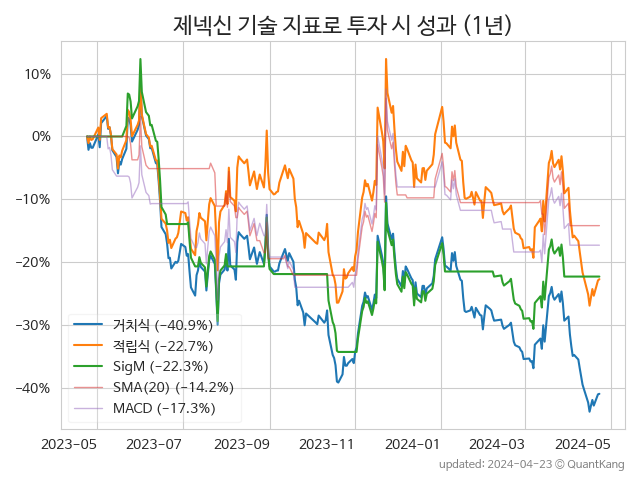 제넥신 기술 지표로 투자 시 성과 (1년)
10%
0%
−10%
−20%
−30%
−40%
거치식 (−40.9%)
적립식 (−22.7%)
SigM (−22.3%)
SMA(20) (−14.2%)
MACD (−17.3%)
2023-05 2023-07 2023-09 2023-11 2024-01 2024-03 2024-05
updated: 2024-04-23 © QuantKang